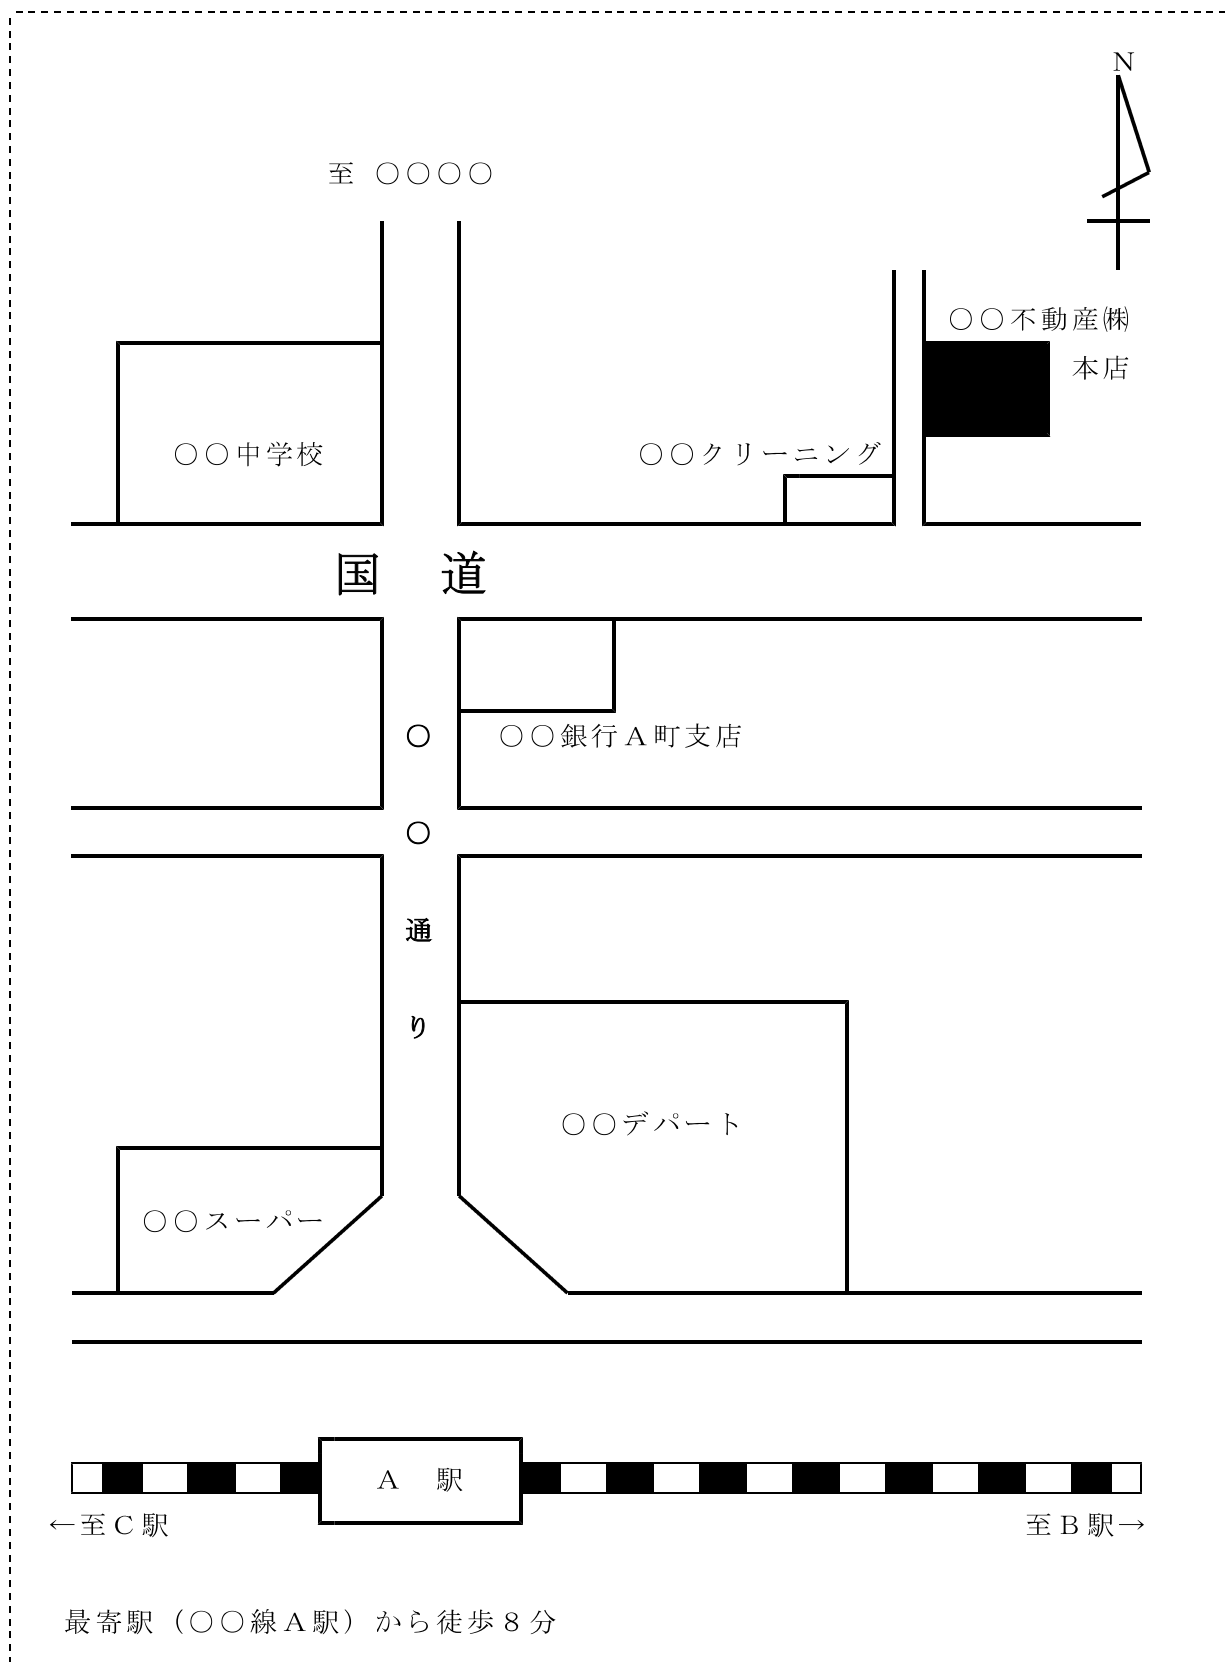 N
至 ○○○○
○○不動産㈱
本店
○○中学校
○○クリーニング
国 道
○○通り
○○銀行A町支店
○○デパート
○○スーパー
A 駅
←至C駅
至B駅→
最寄駅（○○線A駅）から徒歩8分